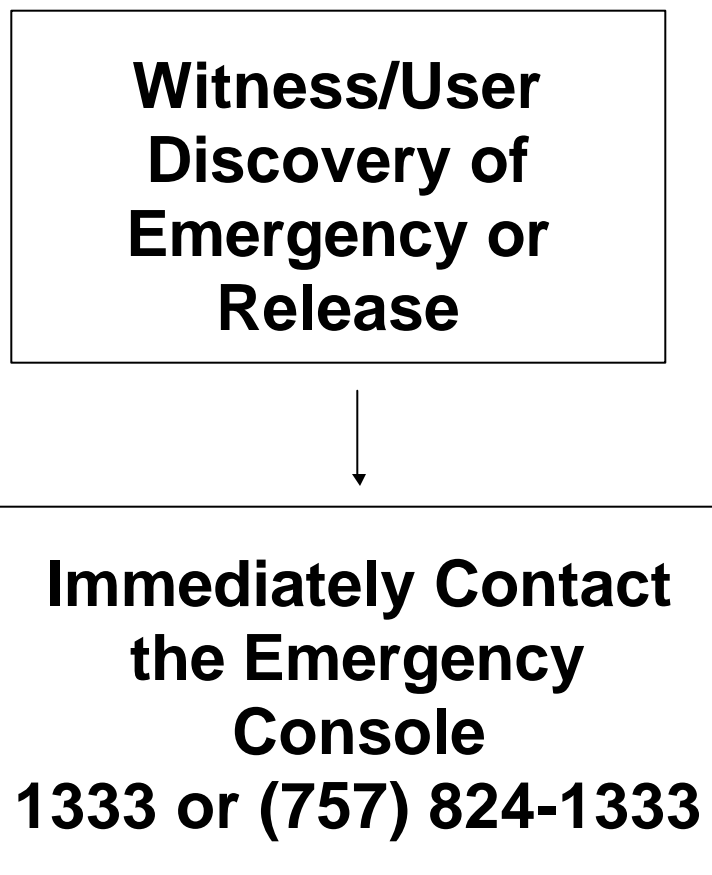 Witness/User
Discovery of
Emergency or
Release
Immediately Contact
the Emergency
Console
1333 or (757) 824-1333